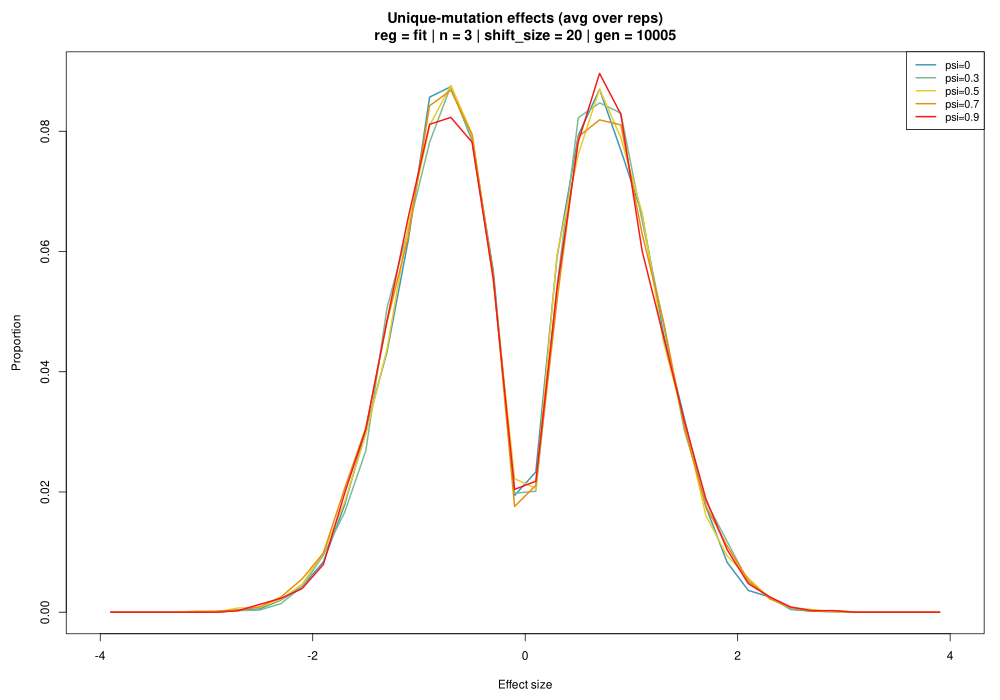 Unique-mutation effects (avg over reps)
reg = fit | n = 3 | shift_size = 20 | gen = 10005
psi=0
psi=0.3
psi=0.5
psi=0.7
psi=0.9
Proportion
0.08
0.06
0.04
0.02
0.00
-4
-2
0
2
4
Effect size